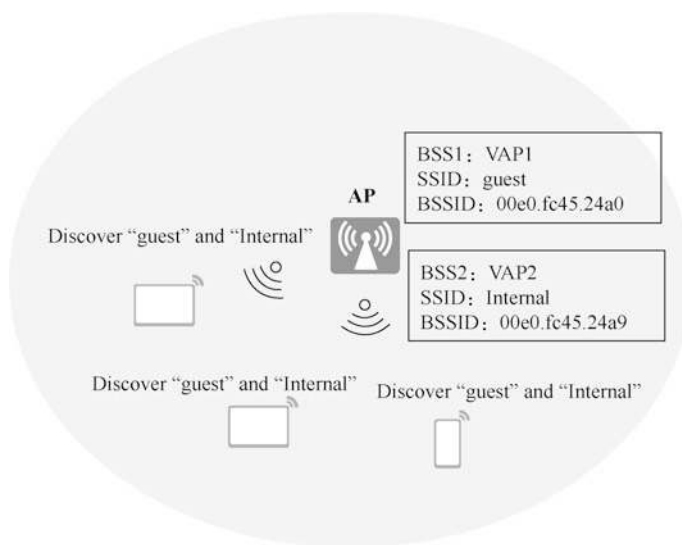 BSS1: VAP1
SSID: guest
BSSID: 00e0.fc45.24a0
AP
Discover “guest” and “Internal”
BSS2: VAP2
SSID: Internal
BSSID: 00e0.fc45.24a9
Discover “guest” and “Internal”
Discover “guest” and “Internal”